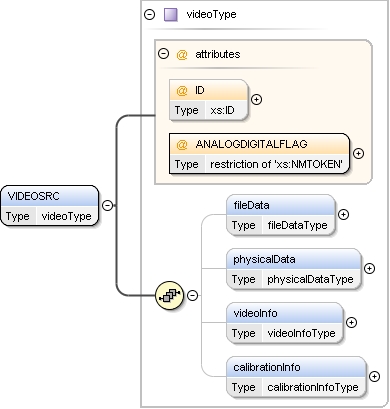 videoType
@ attributes
@ ID
Type xs:ID
@ ANALOGDIGITALFLAG
Type restriction of 'xs:NMTOKEN'
VIDEOSRC
Type videoType
fileData
Type fileDataType
physicalData
Type physicalDataType
videoInfo
Type videoInfoType
calibrationInfo
Type calibrationInfoType